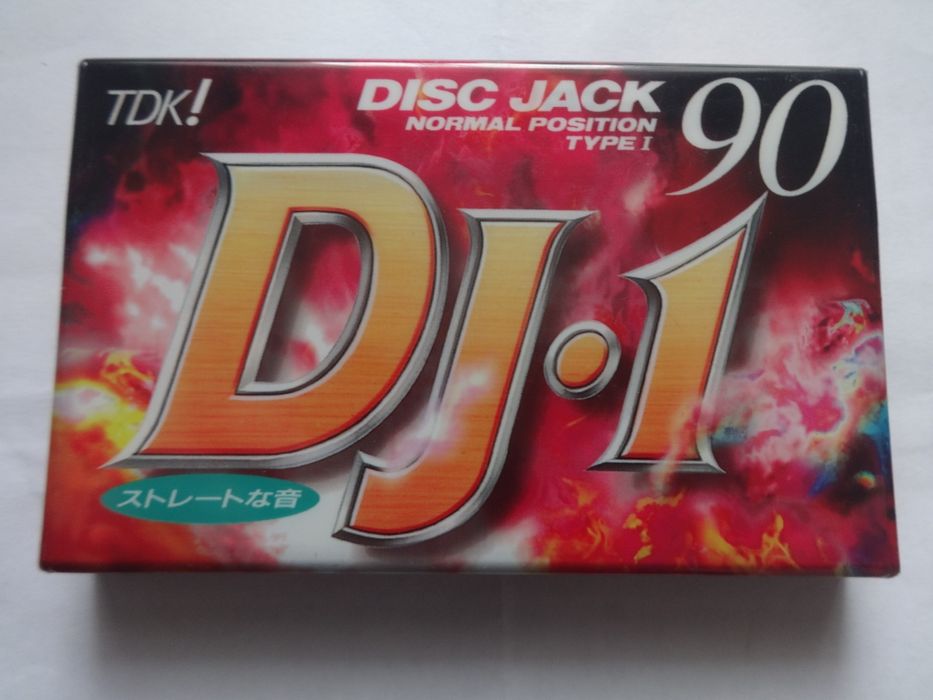 TDK!
DISC JACK
NORMAL POSITION
TYPE I
90
DJ•1
ストレートな音